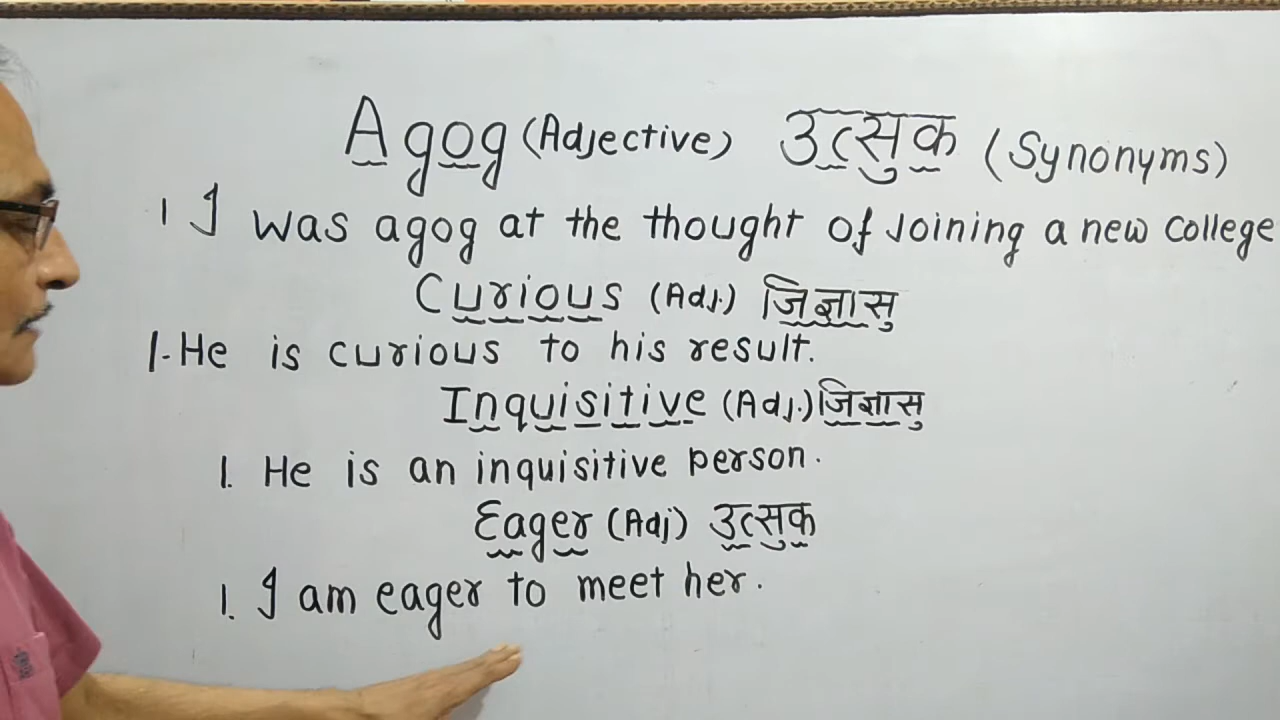 Agog (Adjective) उत्सुक (Synonyms)
1 I was agog at the thought of Joining a new college
Curious (Adj.) जिज्ञासु
1. He is curious to his result.
Inquisitive (Adj.) जिज्ञासु
1. He is an inquisitive person.
Eager (Adj) उत्सुक
1. I am eager to meet her.